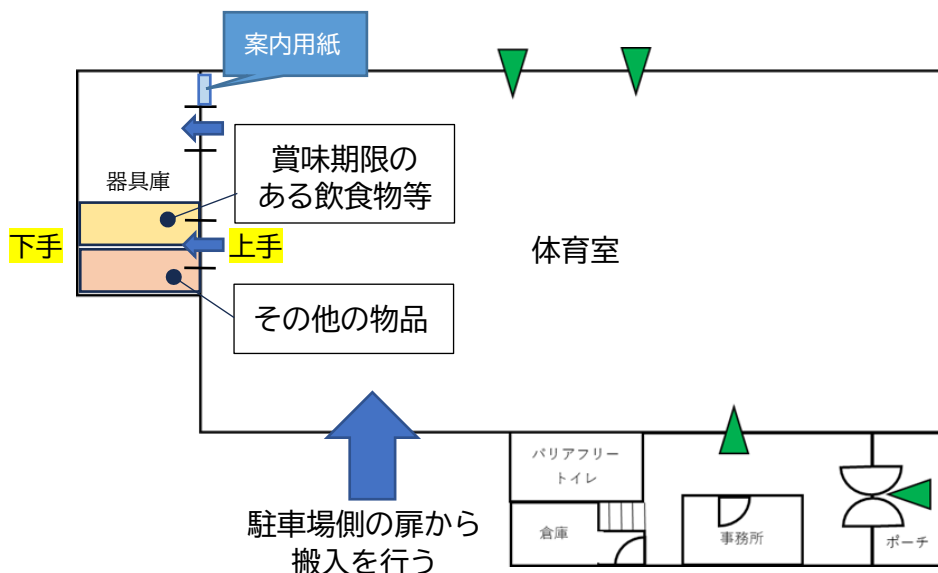 案内用紙
賞味期限の
ある飲食物等
器具庫
下手
上手
体育室
その他の物品
バリアフリー
トイレ
倉庫
事務所
ポーチ
駐車場側の扉から
搬入を行う